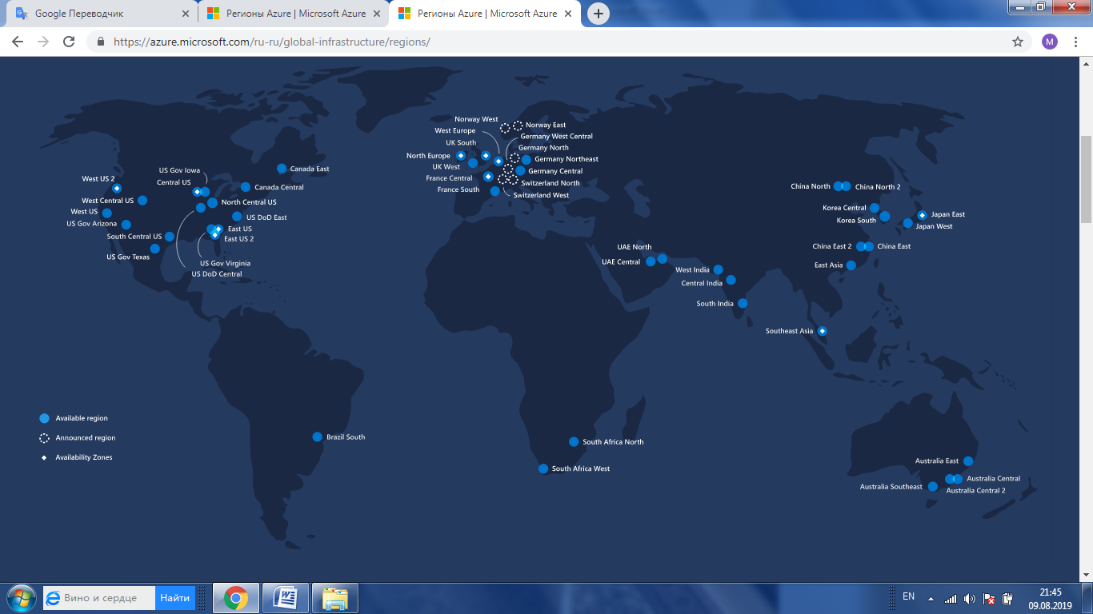 Google Переводчик
Регионы Azure | Microsoft Azure
Регионы Azure | Microsoft Azure
https://azure.microsoft.com/ru-ru/global-infrastructure/regions/
M
Norway West
Norway East
West Europe
Germany West Central
UK South
Germany North
North Europe
Germany Northeast
UK West
Germany Central
France Central
Switzerland North
France South
Switzerland West
US Gov Iowa
Canada East
West US 2
Central US
Canada Central
West Central US
North Central US
West US
US DoD East
US Gov Arizona
East US
South Central US
East US 2
US Gov Texas
US Gov Virginia
US DoD Central
China North
China North 2
Korea Central
Japan East
Korea South
Japan West
China East 2
China East
East Asia
UAE North
UAE Central
West India
Central India
South India
Southeast Asia
Available region
Announced region
Availability Zones
Brazil South
South Africa North
South Africa West
Australia East
Australia Central
Australia Southeast
Australia Central 2
Вино и сердце
Найти
EN
21:45
09.08.2019